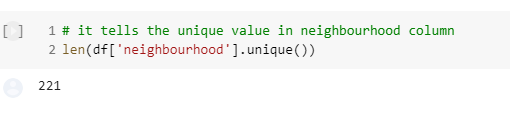 [ ] 1 # it tells the unique value in neighbourhood column
2 len(df['neighbourhood'].unique())
221